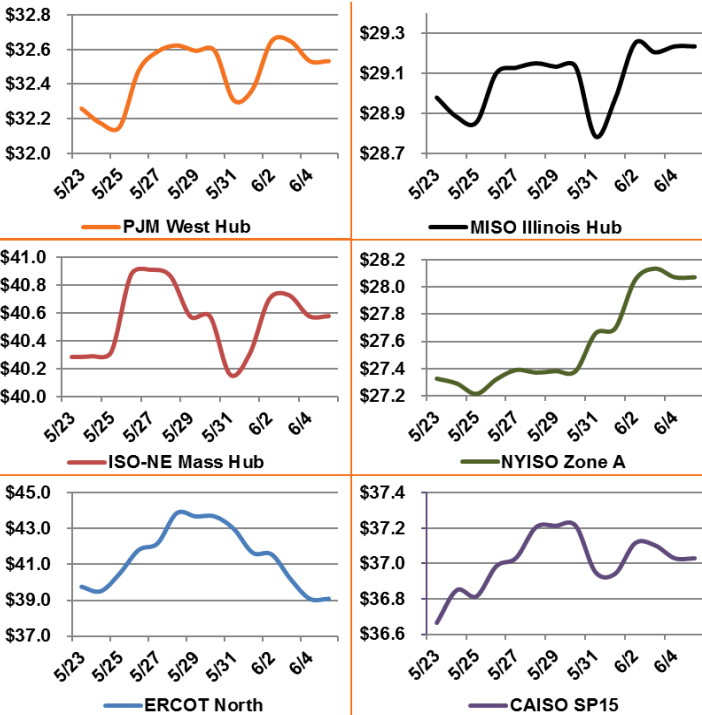 $32.8
$32.6
$32.4
$32.2
$32.0
5/23 5/25 5/27 5/29 5/31 6/2 6/4
PJM West Hub
$29.3
$29.1
$28.9
$28.7
5/23 5/25 5/27 5/29 5/31 6/2 6/4
MISO Illinois Hub
$41.0
$40.8
$40.6
$40.4
$40.2
$40.0
5/23 5/25 5/27 5/29 5/31 6/2 6/4
ISO-NE Mass Hub
$28.2
$28.0
$27.8
$27.6
$27.4
$27.2
5/23 5/25 5/27 5/29 5/31 6/2 6/4
NYISO Zone A
$45.0
$43.0
$41.0
$39.0
$37.0
5/23 5/25 5/27 5/29 5/31 6/2 6/4
ERCOT North
$37.4
$37.2
$37.0
$36.8
$36.6
5/23 5/25 5/27 5/29 5/31 6/2 6/4
CAISO SP15